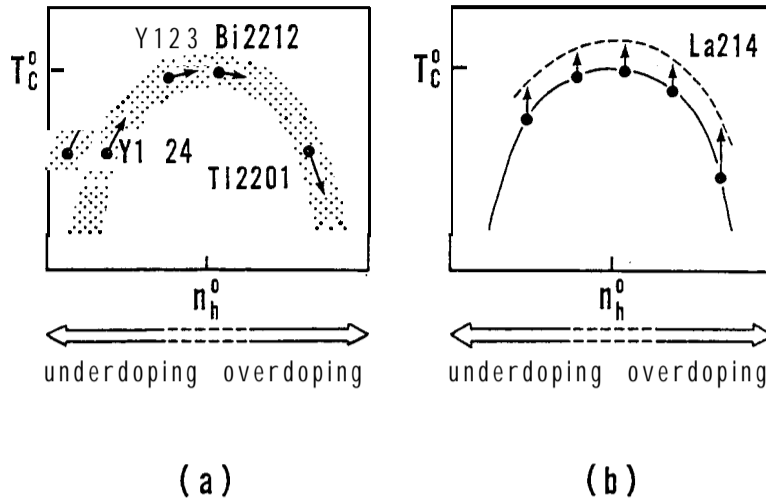 Y123 Bi2212
T°c
Y1 24
Tl2201
n°h
underdoping overdoping
(a)
La214
T°c
n°h
underdoping overdoping
(b)